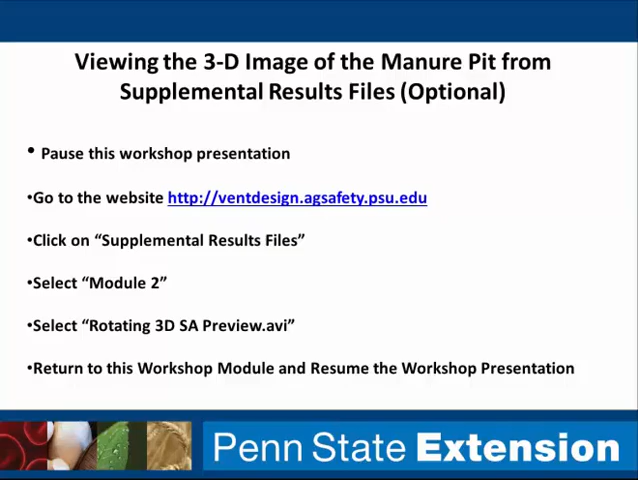 Viewing the 3-D Image of the Manure Pit from
Supplemental Results Files (Optional)
• Pause this workshop presentation
•Go to the website http://ventdesign.agsafety.psu.edu
•Click on “Supplemental Results Files”
•Select “Module 2”
•Select “Rotating 3D SA Preview.avi”
•Return to this Workshop Module and Resume the Workshop Presentation
Penn State Extension